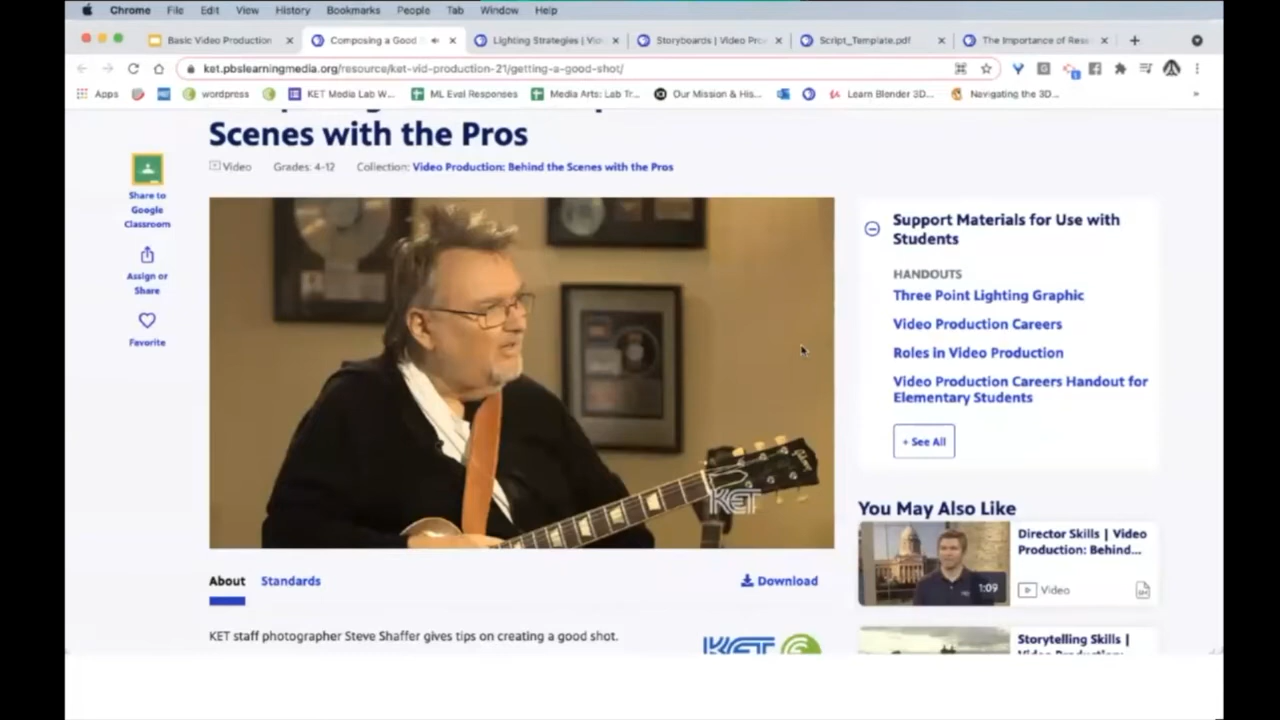 Chrome File Edit View History Bookmarks People Tab Window Help
Basic Video Production
Composing a Good
Lighting Strategies | Vi
Storyboards | Video Pro
Script_Template.pdf
The Importance of Res
ket.pbslearningmedia.org/resource/ket-vid-production-21/getting-a-good-shot/
Apps
wordpress
KET Media Lab W...
ML Eval Responses
Media Arts: Lab Tr...
Our Mission & His...
Learn Blender 3D...
Navigating the 3D...
Scenes with the Pros
Video Grades: 4-12 Collection: Video Production: Behind the Scenes with the Pros
Share to
Google
Classroom
Assign or
Share
Favorite
Gibson
KET
Support Materials for Use with
Students
HANDOUTS
Three Point Lighting Graphic
Video Production Careers
Roles in Video Production
Video Production Careers Handout for
Elementary Students
+ See All
You May Also Like
Director Skills | Video
Production: Behind...
1:09
Video
Storytelling Skills |
About Standards
Download
KET staff photographer Steve Shaffer gives tips on creating a good shot.
KET